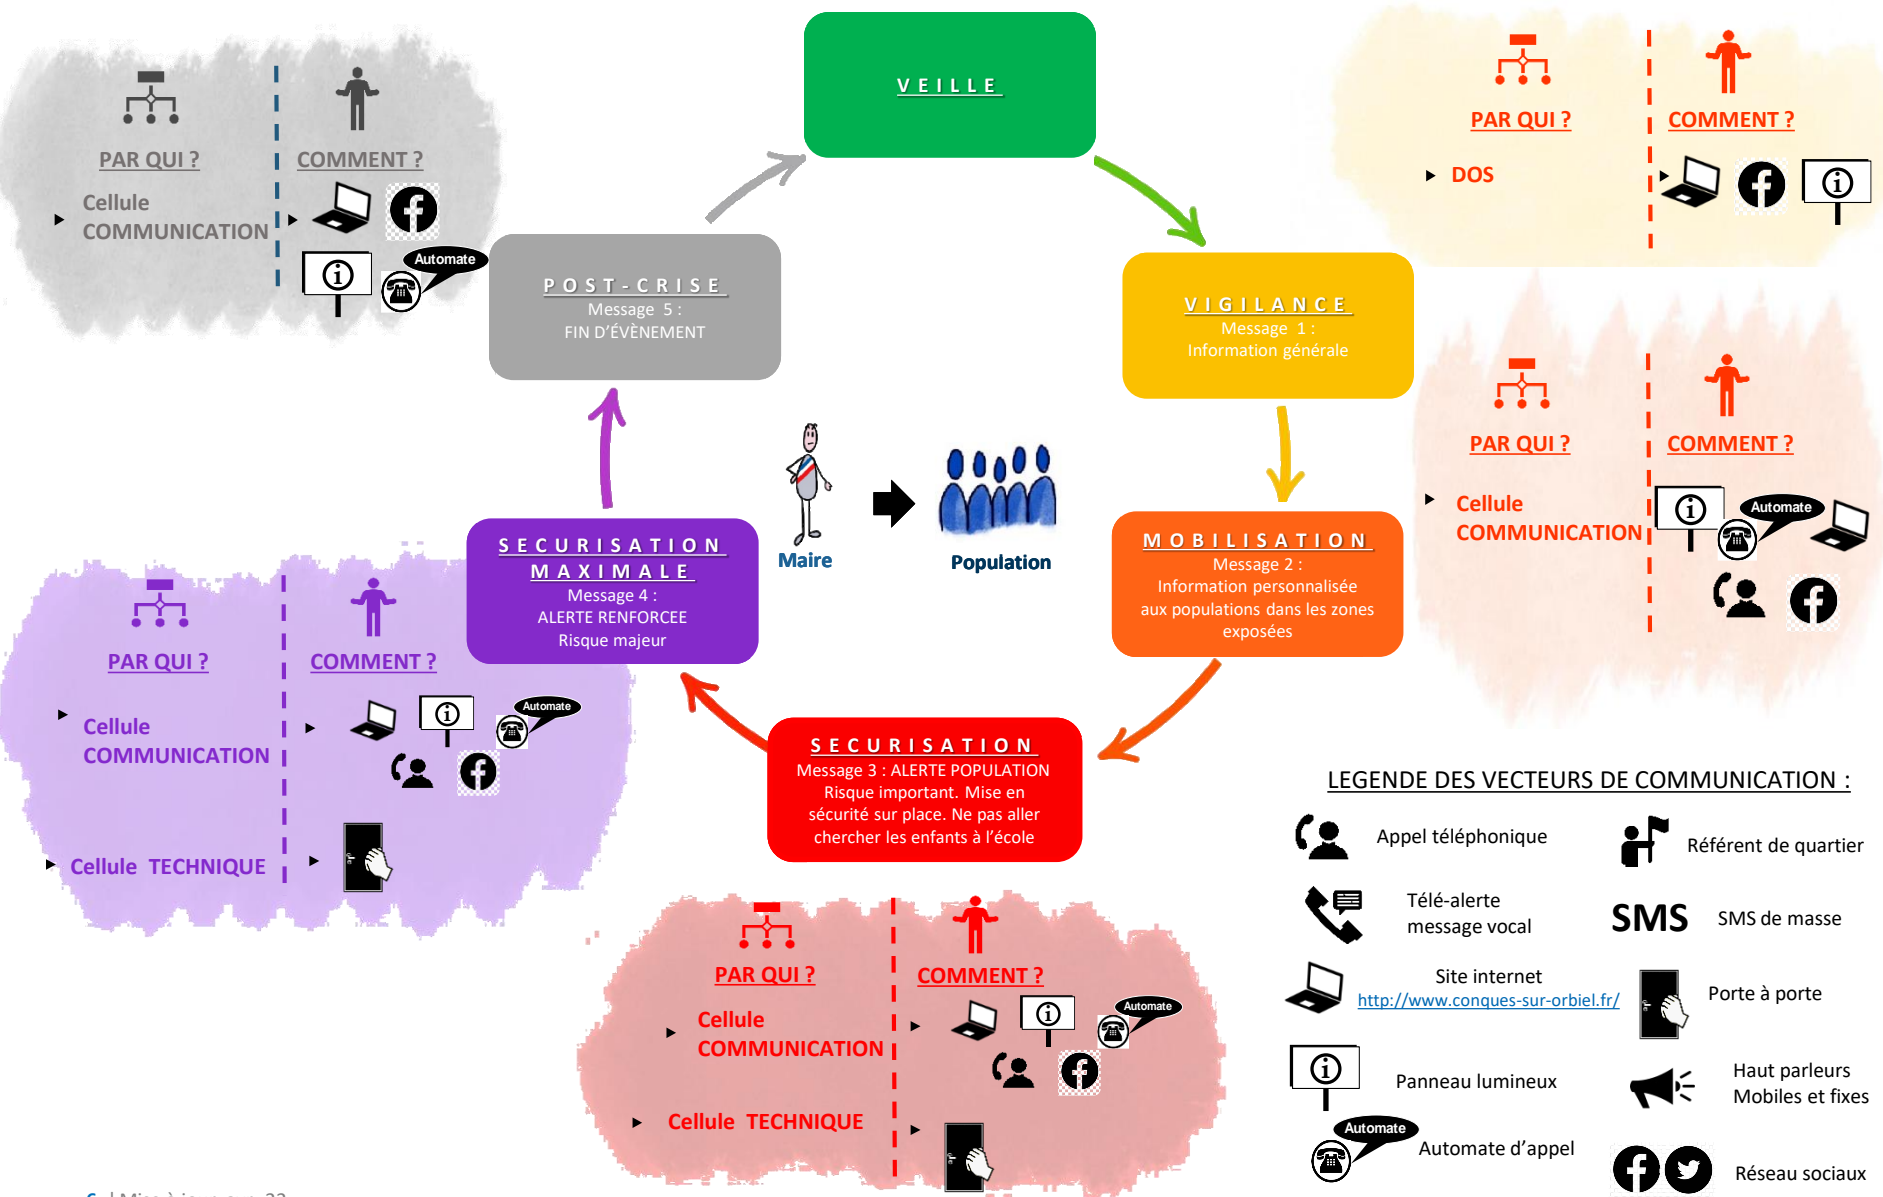 VEILLE
PAR QUI ?
COMMENT ?
Cellule
COMMUNICATION
Automate
PAR QUI ?
COMMENT ?
DOS
POST-CRISE
Message 5 :
FIN D’ÉVÈNEMENT
VIGILANCE
Message 1 :
Information générale
PAR QUI ?
COMMENT ?
Cellule
COMMUNICATION
Automate
Maire
Population
SECURISATION
MAXIMALE
Message 4 :
ALERTE RENFORCEE
Risque majeur
MOBILISATION
Message 2 :
Information personnalisée
aux populations dans les zones
exposées
PAR QUI ?
COMMENT ?
Cellule
COMMUNICATION
Automate
Cellule TECHNIQUE
SECURISATION
Message 3 : ALERTE POPULATION
Risque important. Mise en
sécurité sur place. Ne pas aller
chercher les enfants à l’école
PAR QUI ?
COMMENT ?
Cellule
COMMUNICATION
Automate
Cellule TECHNIQUE
LEGENDE DES VECTEURS DE COMMUNICATION :
Appel téléphonique
Référent de quartier
Télé-alerte
message vocal
SMS
SMS de masse
Site internet
http://www.conques-sur-orbiel.fr/
Porte à porte
Panneau lumineux
Haut parleurs
Mobiles et fixes
Automate
Automate d’appel
Réseau sociaux